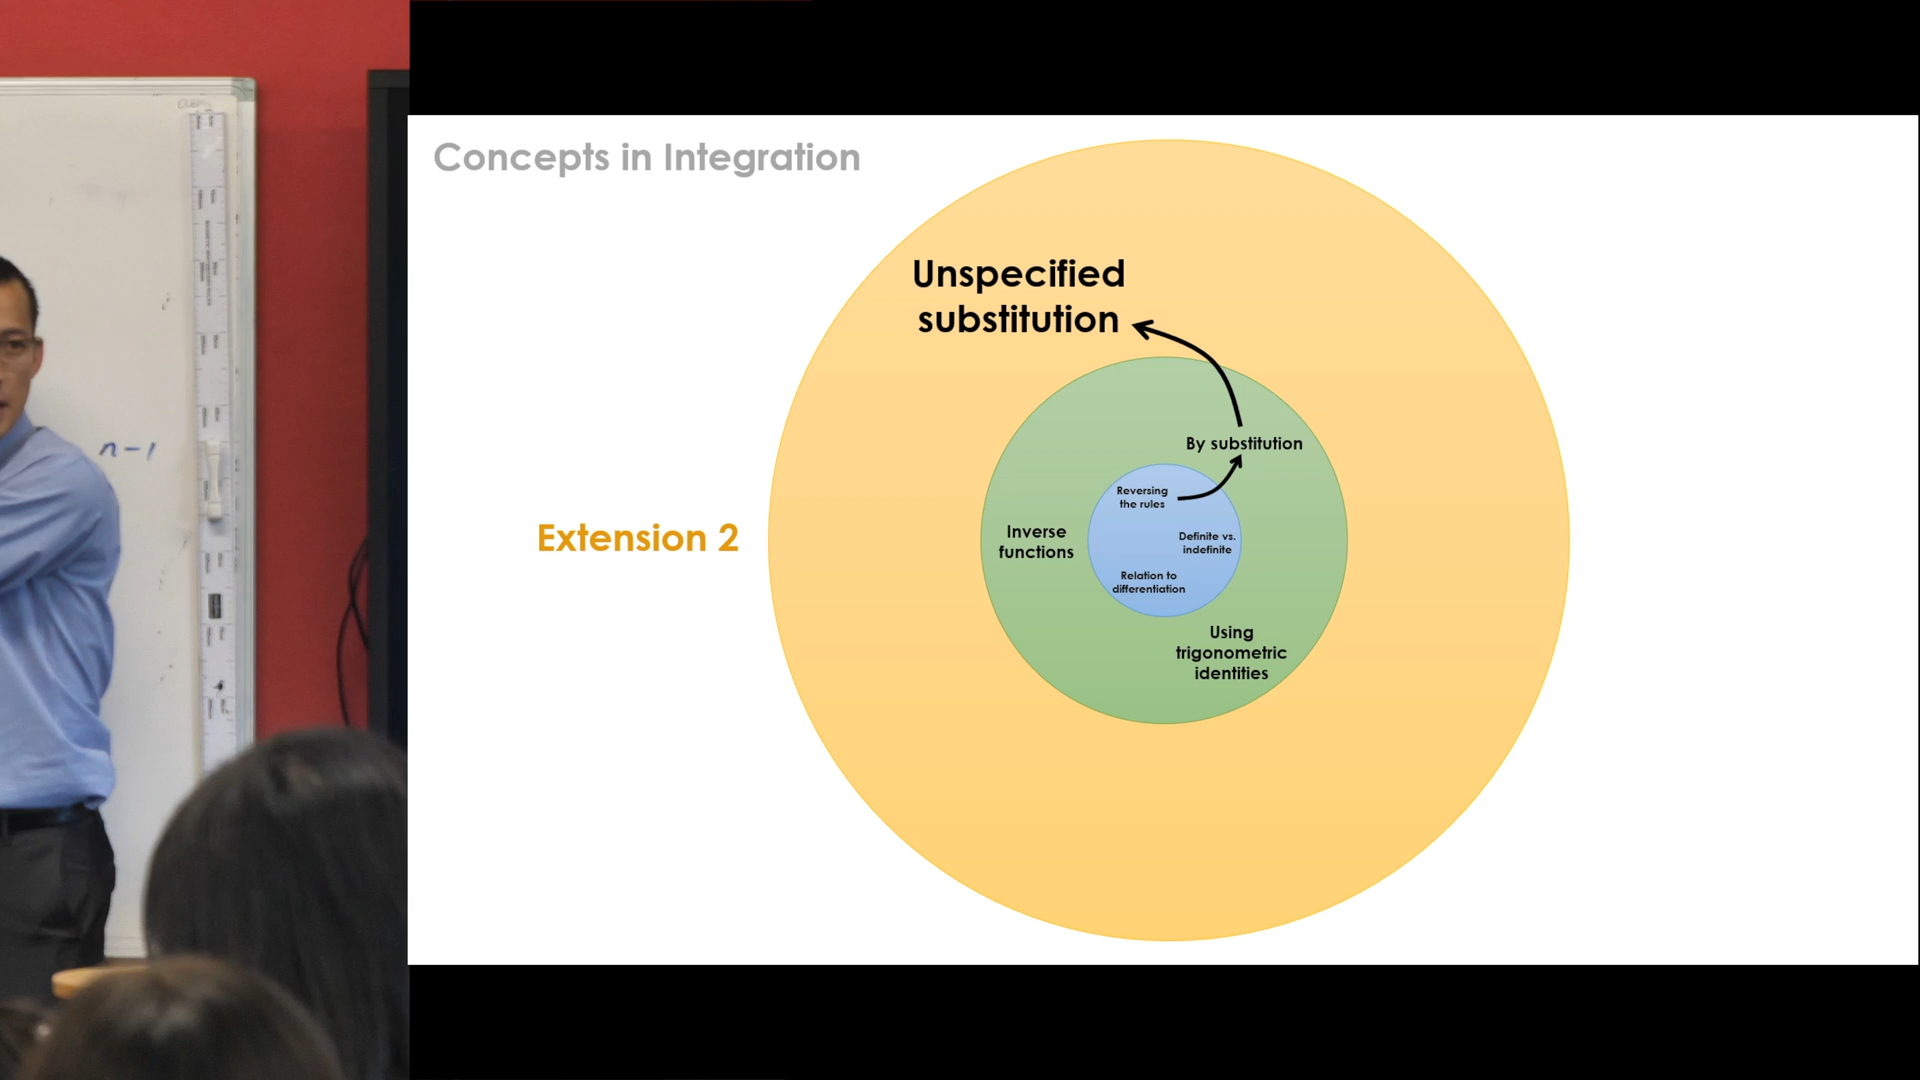 Concepts in Integration
Unspecified
substitution
By substitution
Reversing
the rules
Inverse
functions
Definite vs.
indefinite
Extension 2
Relation to
differentiation
Using
trigonometric
identities
n-1